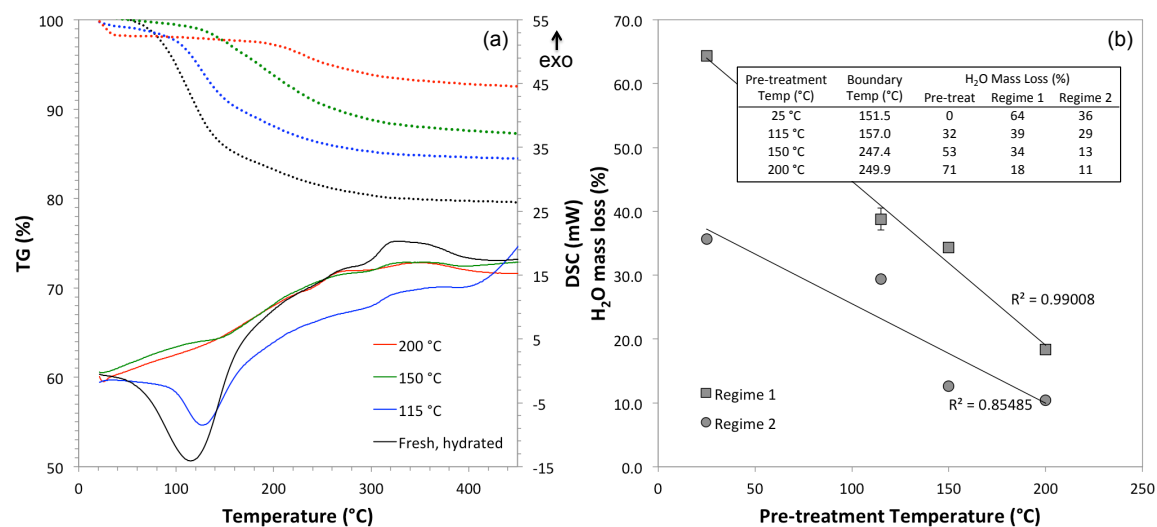 (a)
exo
100
90
80
70
60
50
TG (%)
55
45
35
25
15
5
-5
-15
DSC (mW)
0
100
200
300
400
Temperature (°C)
200 °C
150 °C
115 °C
Fresh, hydrated
(b)
70.0
60.0
50.0
40.0
30.0
20.0
10.0
0.0
H₂O mass loss (%)
Pre-treatment Boundary H₂O Mass Loss (%)
Temp (°C) Temp (°C) Pre-treat Regime 1 Regime 2
25 °C 151.5 0 64 36
115 °C 157.0 32 39 29
150 °C 247.4 53 34 13
200 °C 249.9 71 18 11
R² = 0.99008
R² = 0.85485
Regime 1
Regime 2
0
50
100
150
200
250
Pre-treatment Temperature (°C)